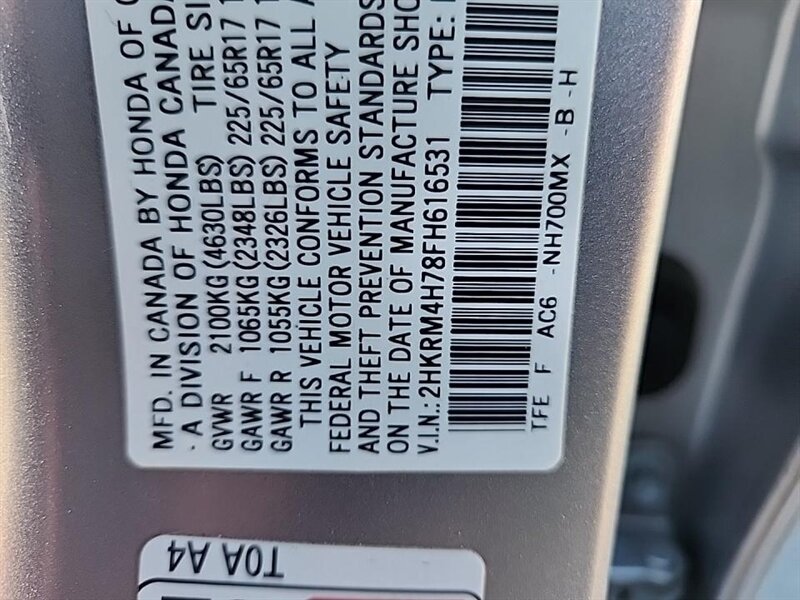 MFD. IN CANADA BY HONDA OF
A DIVISION OF HONDA CANADA
GVWR 2100KG (4630LBS) TIRE
GAWR F 1065KG (2348LBS) 225/65R17
GAWR R 1055KG (2326LBS) 225/65R17
THIS VEHICLE CONFORMS TO ALL
FEDERAL MOTOR VEHICLE SAFETY
AND THEFT PREVENTION STANDARDS
ON THE DATE OF MANUFACTURE
V.I.N.:2HKRM4H78FH616531 TYPE:
TFE F AC6 -NH700MX -B -H
T0A A4